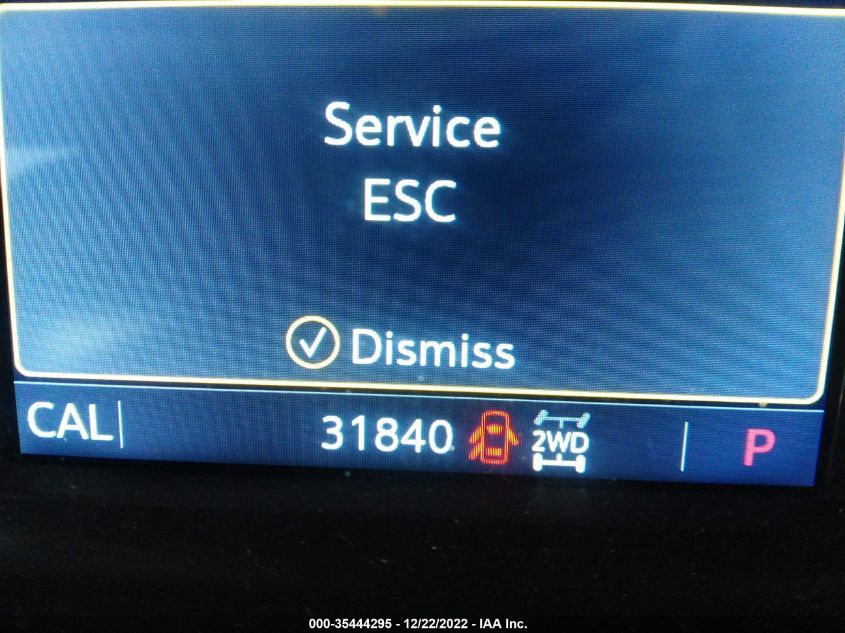 Service
ESC
Dismiss
CAL 31840 2WD P
000-35444295 - 12/22/2022 - IAA Inc.